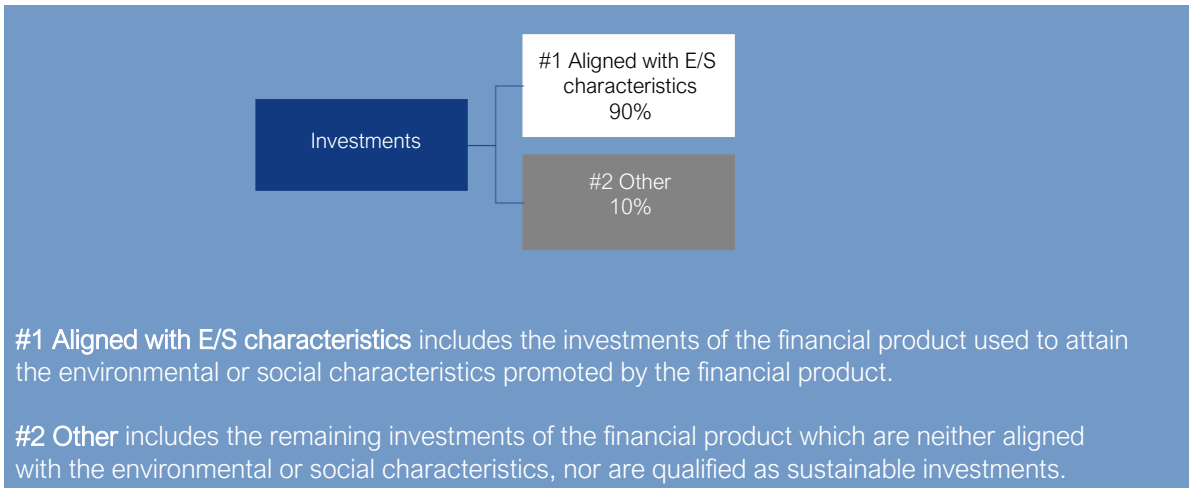 #1 Aligned with E/S
characteristics
90%
Investments
#2 Other
10%
#1 Aligned with E/S characteristics includes the investments of the financial product used to attain
the environmental or social characteristics promoted by the financial product.
#2 Other includes the remaining investments of the financial product which are neither aligned
with the environmental or social characteristics, nor are qualified as sustainable investments.